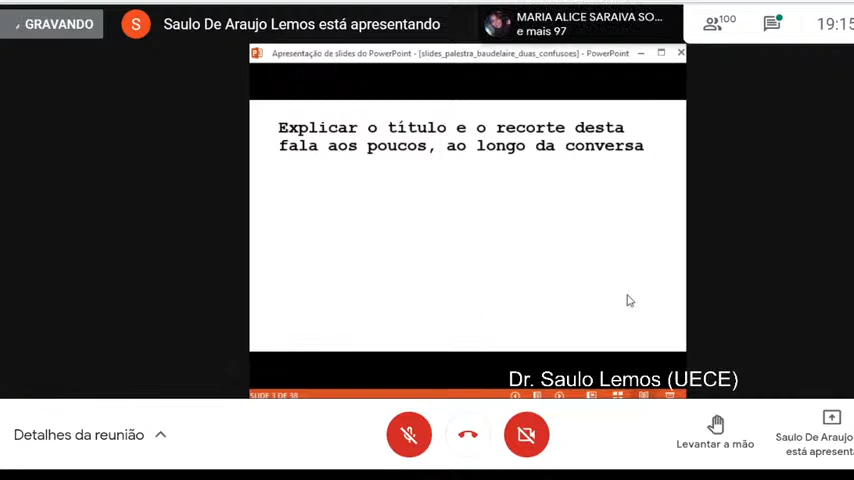 GRAVANDO
S
Saulo De Araujo Lemos está apresentando
MARIA ALICE SARAIVA SO...
e mais 97
100
19:15
Apresentação de slides do PowerPoint - [slides_palestra_baudelaire_duas_confusoes] - PowerPoint
Explicar o título e o recorte desta
fala aos poucos, ao longo da conversa
Dr. Saulo Lemos (UECE)
SLIDE 3 DE 38
Detalhes da reunião
Levantar a mão
Saulo De Araujo
está apresent